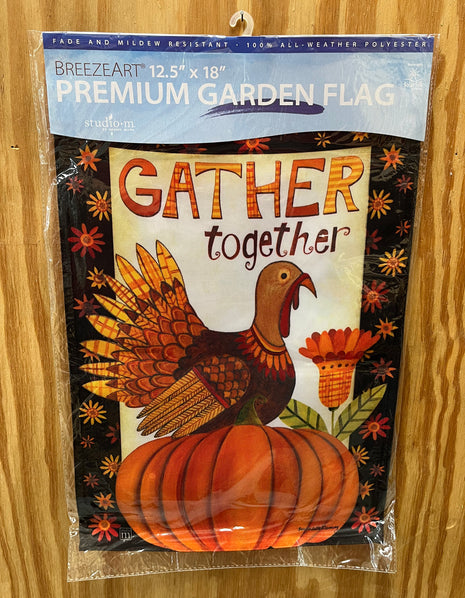 FADE AND MILDEW RESISTANT · 100% ALL-WEATHER POLYESTER
BREEZEART® 12.5" x 18"
PREMIUM GARDEN FLAG
studio·m
GATHER
together
m